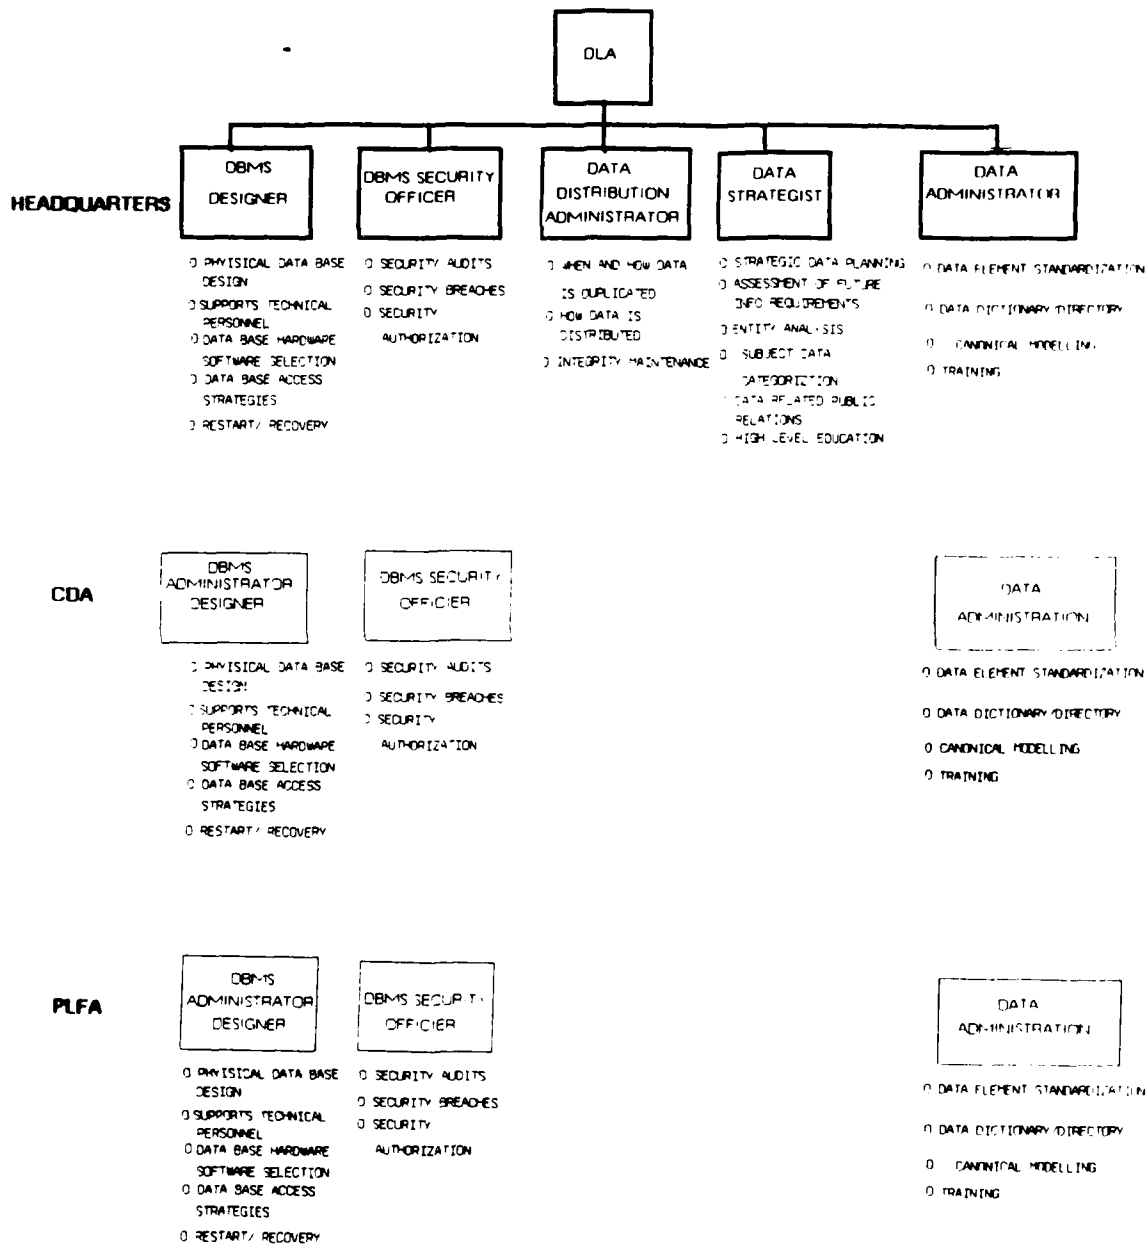 DLA
HEADQUARTERS
DBMS
DESIGNER
O PHYISICAL DATA BASE
DESIGN
O SUPPORTS TECHNICAL
PERSONNEL
O DATA BASE HARDWARE
SOFTWARE SELECTION
O DATA BASE ACCESS
STRATEGIES
O RESTART/ RECOVERY
DBMS SECURITY
OFFICER
O SECURITY AUDITS
O SECURITY BREACHES
O SECURITY
AUTHORIZATION
DATA
DISTRIBUTION
ADMINISTRATOR
O WHEN AND HOW DATA
IS DUPLICATED
O HOW DATA IS
DISTRIBUTED
O INTEGRITY MAINTENANCE
DATA
STRATEGIST
O STRATEGIC DATA PLANNING
O ASSESSMENT OF FUTURE
INFO REQUIREMENTS
O ENTITY ANALYSIS
O SUBJECT DATA
CATEGORIZTION
DATA RELATED PUBLIC
RELATIONS
O HIGH LEVEL EDUCATION
DATA
ADMINISTRATOR
O DATA ELEMENT STANDARDIZATION
O DATA DICTIONARY/DIRECTORY
O CANONICAL MODELLING
O TRAINING
CDA
DBMS
ADMINISTRATOR
DESIGNER
O PHYISICAL DATA BASE
DESIGN
O SUPPORTS TECHNICAL
PERSONNEL
O DATA BASE HARDWARE
SOFTWARE SELECTION
O DATA BASE ACCESS
STRATEGIES
O RESTART/ RECOVERY
DBMS SECURITY
OFFICIER
O SECURITY AUDITS
O SECURITY BREACHES
O SECURITY
AUTHORIZATION
DATA
ADMINISTRATION
O DATA ELEMENT STANDARDIZATION
O DATA DICTIONARY/DIRECTORY
O CANONICAL MODELLING
O TRAINING
PLFA
DBMS
ADMINISTRATOR
DESIGNER
O PHYISICAL DATA BASE
DESIGN
O SUPPORTS TECHNICAL
PERSONNEL
O DATA BASE HARDWARE
SOFTWARE SELECTION
O DATA BASE ACCESS
STRATEGIES
O RESTART/ RECOVERY
DBMS SECURITY
OFFICIER
O SECURITY AUDITS
O SECURITY BREACHES
O SECURITY
AUTHORIZATION
DATA
ADMINISTRATION
O DATA ELEMENT STANDARDIZATION
O DATA DICTIONARY/DIRECTORY
O CANONICAL MODELLING
O TRAINING